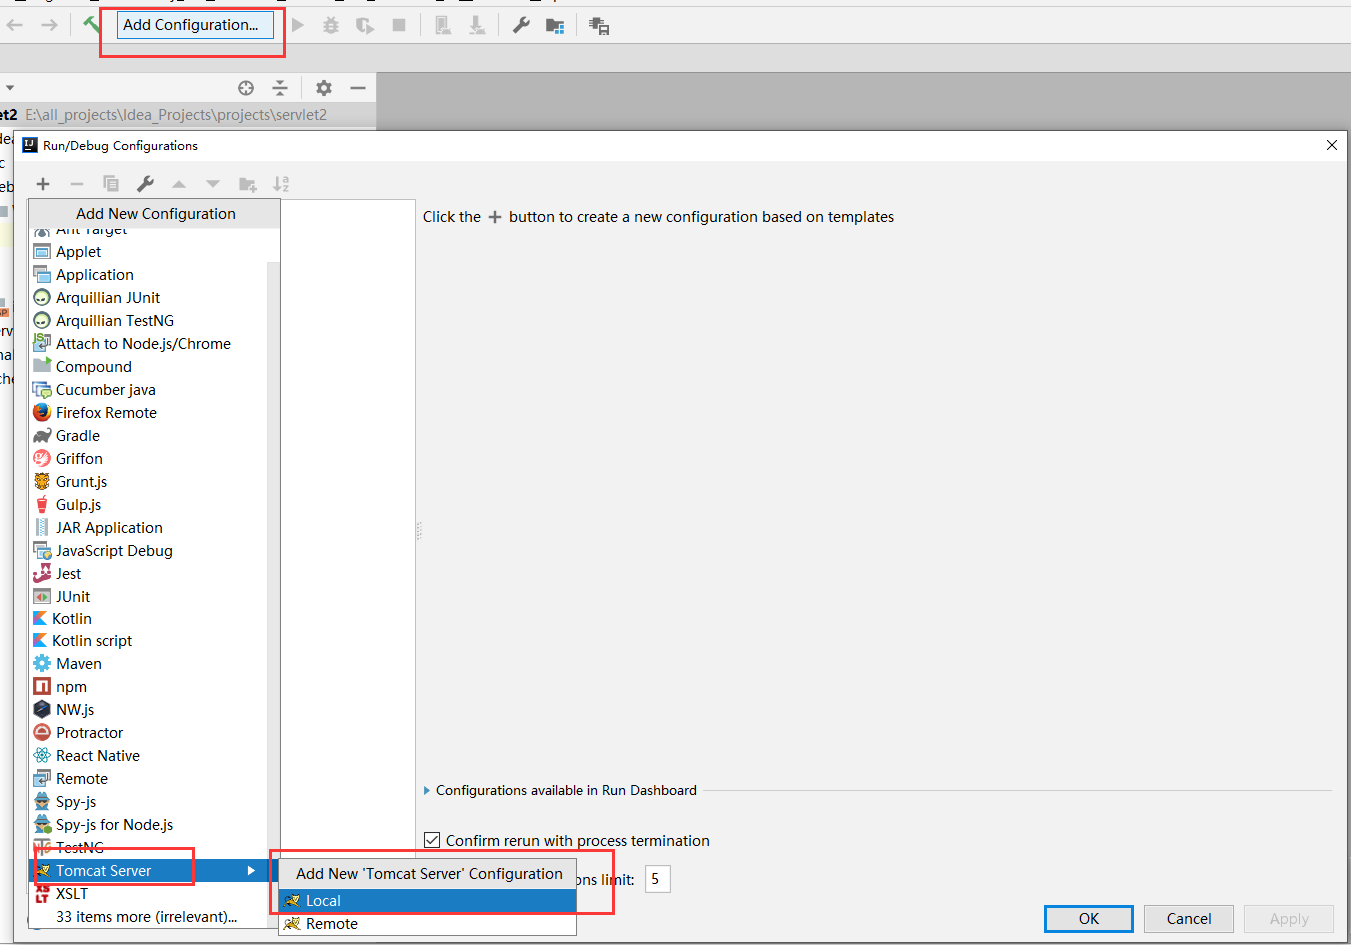 Add Configuration...
et2 E:\all_projects\Idea_Projects\projects\servlet2
Run/Debug Configurations
Add New Configuration
Click the + button to create a new configuration based on templates
Ant Target
Applet
Application
Arquillian JUnit
Arquillian TestNG
Attach to Node.js/Chrome
Compound
Cucumber java
Firefox Remote
Gradle
Griffon
Grunt.js
Gulp.js
JAR Application
JavaScript Debug
Jest
JUnit
Kotlin
Kotlin script
Maven
npm
NW.js
Protractor
React Native
Remote
Configurations available in Run Dashboard
Spy-js
Spy-js for Node.js
Confirm rerun with process termination
TestNG
Tomcat Server
Add New 'Tomcat Server' Configuration
ons limit: 5
XSLT
Local
33 items more (irrelevant)...
Remote
OK
Cancel
Apply